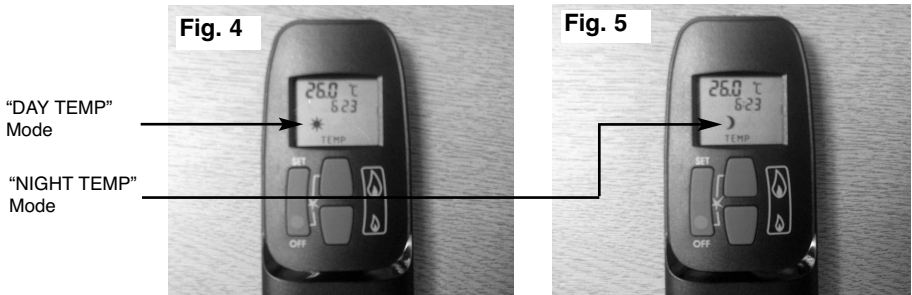 Fig. 4
Fig. 5
“DAY TEMP”
Mode
“NIGHT TEMP”
Mode
26.0 °C
6:23
TEMP
SET
OFF
26.0 °C
6:23
TEMP
SET
OFF